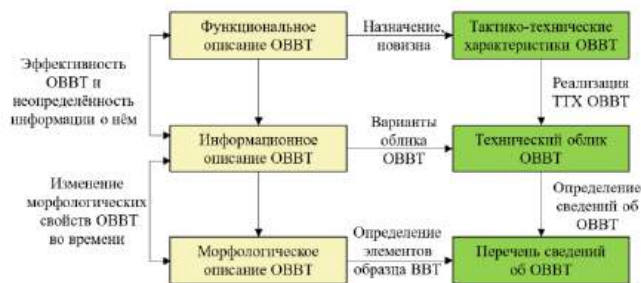 Функциональное
описание ОВВТ
Назначение,
новизна
Тактико-технические
характеристики ОВВТ
Эффективность
ОВВТ и
неопределённость
информации о нём
Реализация
ТТХ ОВВТ
Информационное
описание ОВВТ
Варианты
облика
ОВВТ
Технический облик
ОВВТ
Изменение
морфологических
свойств ОВВТ
во времени
Определение
сведений об
ОВВТ
Морфологическое
описание ОВВТ
Определение
элементов
образца ВВТ
Перечень сведений
об ОВВТ